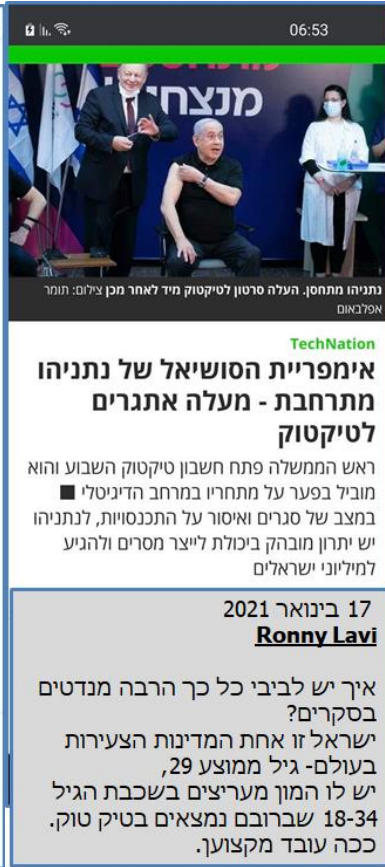 06:53
מנצחי
נתניהו מתחסן. העלה סרטון לטיקטוק מיד לאחר מכן צילום: תומר
אפלבאום
TechNation
אימפריית הסושיאל של נתניהו
מתרחבת - מעלה אתגרים
לטיקטוק
ראש הממשלה פתח חשבון טיקטוק השבוע והוא
מוביל בפער על מתחריו במרחב הדיגיטלי ■
במצב של סגרים ואיסור על התכנסויות, לנתניהו
יש יתרון מובהק ביכולת לייצר מסרים ולהגיע
למיליוני ישראלים
17 בינואר 2021
Ronny Lavi
איך יש לביבי כל כך הרבה מנדטים
בסקרים?
ישראל זו אחת המדינות הצעירות
בעולם- גיל ממוצע 29,
יש לו המון מעריצים בשכבת הגיל
18-34 שברובם נמצאים בטיק טוק.
ככה עובד מקצוען.